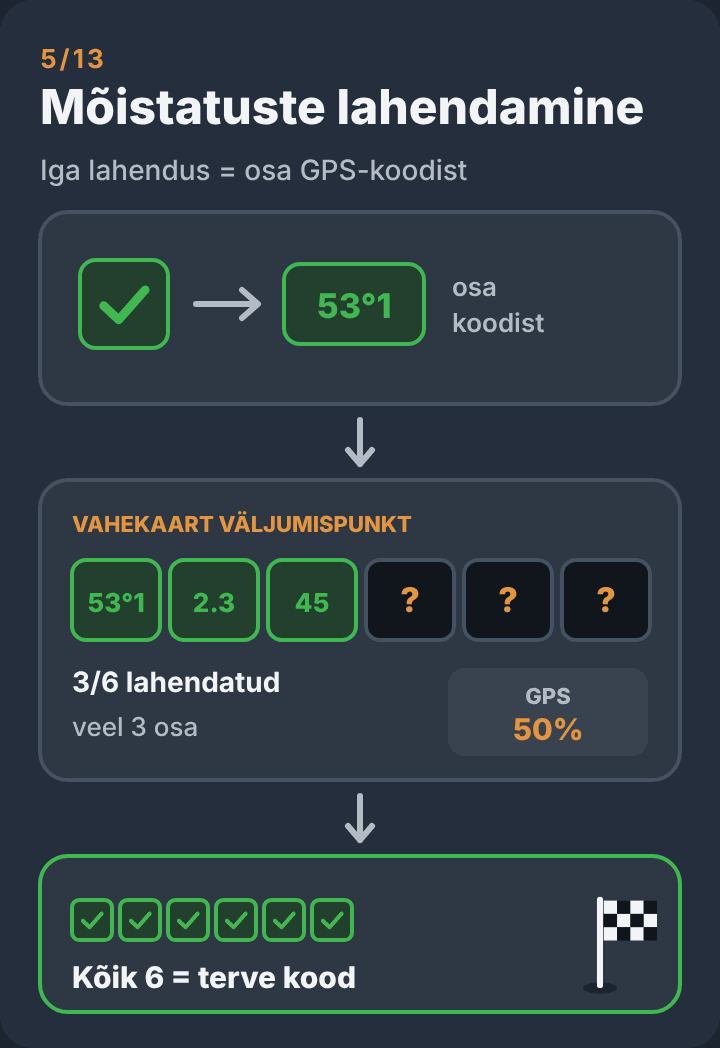 5/13
Mõistatuste lahendamine
Iga lahendus = osa GPS-koodist
53°1
osa
koodist
VAHEKAART VÄLJUMISPUNKT
53°1 2.3 45 ? ? ?
3/6 lahendatud
veel 3 osa
GPS
50%
Kõik 6 = terve kood